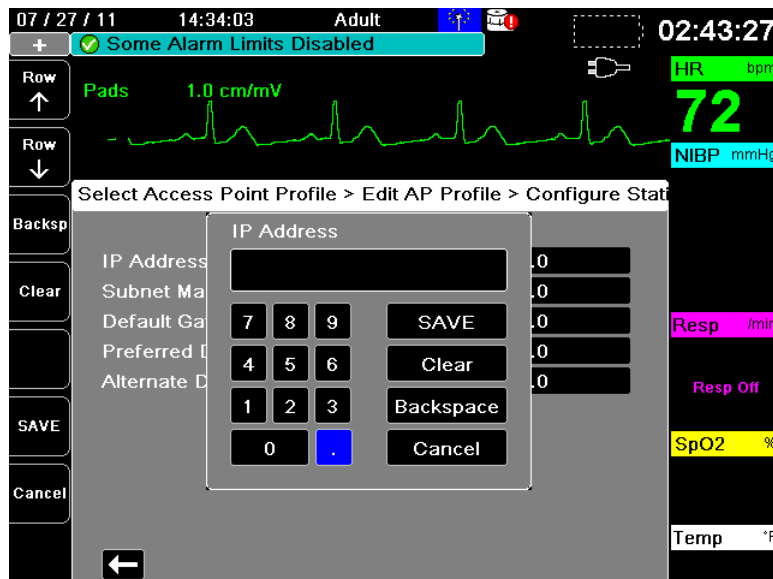 07 / 27 / 11 14:34:03 Adult
02:43:27
+
Some Alarm Limits Disabled
Row
↑
Pads 1.0 cm/mV
HR bpm
72
Row
↓
NIBP mmHg
Select Access Point Profile > Edit AP Profile > Configure Stati
Backsp
IP Address
IP Address .0
Clear
Subnet Ma .0
Default Ga .0
Preferred D .0
Alternate D .0
7 8 9 SAVE
4 5 6 Clear
1 2 3 Backspace
0 . Cancel
Resp /min
Resp Off
SAVE
SpO2 %
Cancel
Temp °F
←